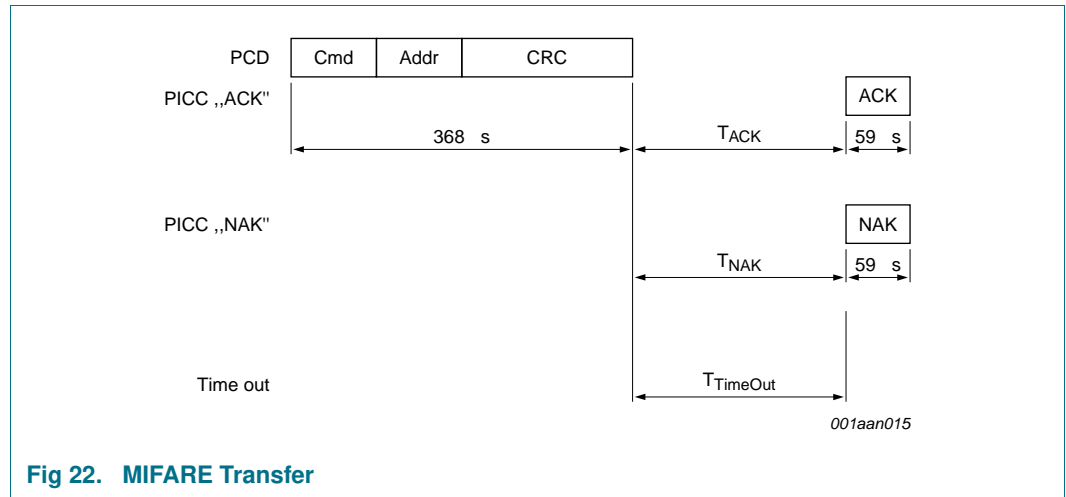 PCD Cmd Addr CRC
PICC ,,ACK" ACK
368 s TACK 59 s
PICC ,,NAK" NAK
TNAK 59 s
Time out TTimeOut
001aan015
Fig 22. MIFARE Transfer